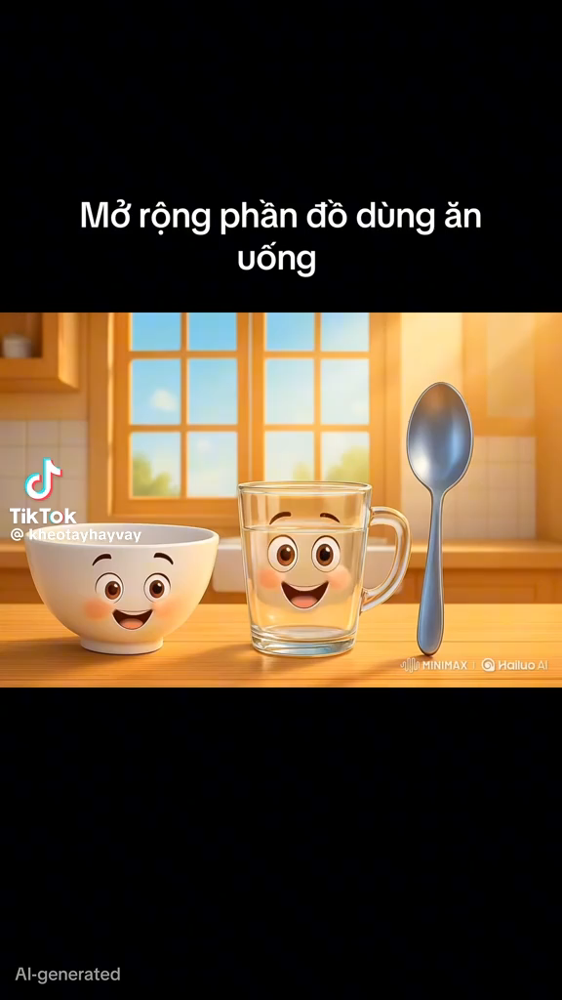 Mở rộng phần đồ dùng ăn
uống
TikTok
@ kheotayhayvay
MINIMAX | Hailuo AI
AI-generated